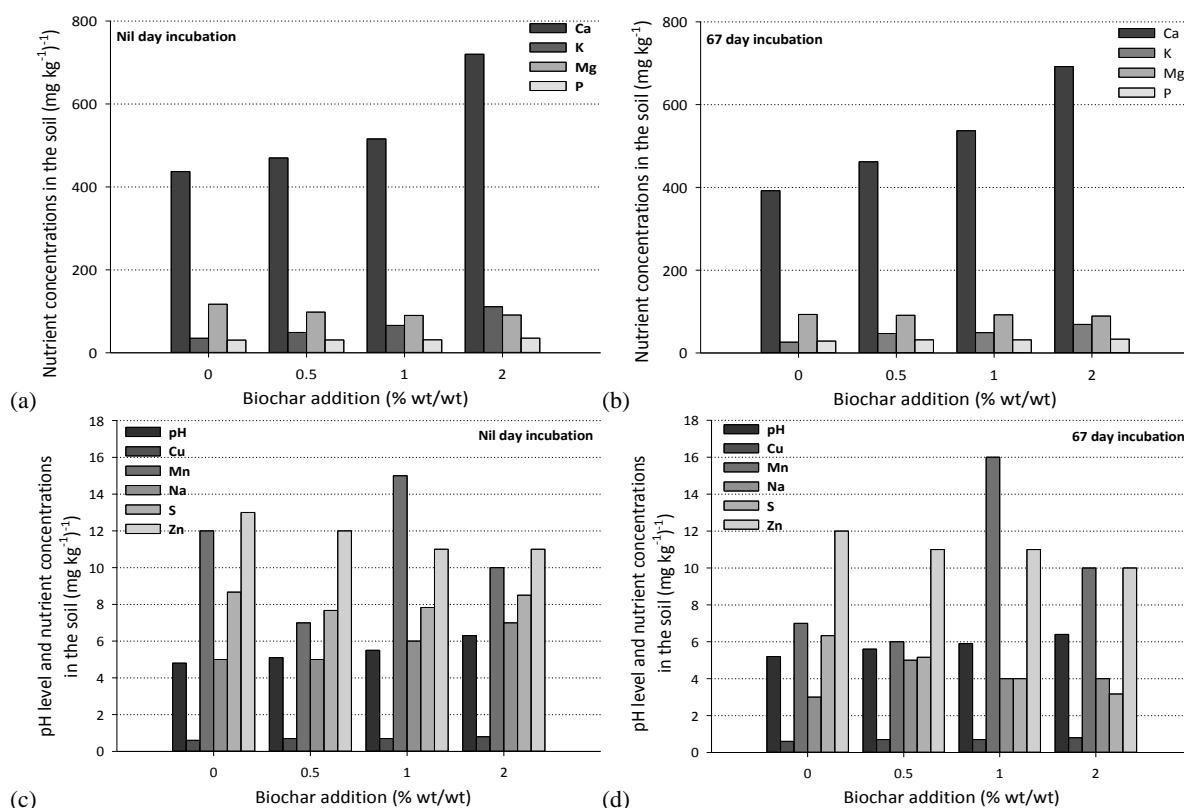 Nil day incubation
Ca
K
Mg
P
800
600
400
200
0
Nutrient concentrations in the soil (mg kg-1)-1)
0 0.5 1 2
Biochar addition (% wt/wt)
(a)
67 day incubation
Ca
K
Mg
P
800
600
400
200
0
Nutrient concentrations in the soil (mg kg-1)-1)
0 0.5 1 2
Biochar addition (% wt/wt)
(b)
pH
Cu
Mn
Na
S
Zn
Nil day incubation
18
16
14
12
10
8
6
4
2
0
pH level and nutrient concentrations
in the soil (mg kg-1)-1)
0 0.5 1 2
Biochar addition (% wt/wt)
(c)
pH
Cu
Mn
Na
S
Zn
67 day incubation
18
16
14
12
10
8
6
4
2
0
pH level and nutrient concentrations
in the soil (mg kg-1)-1)
0 0.5 1 2
Biochar addition (% wt/wt)
(d)